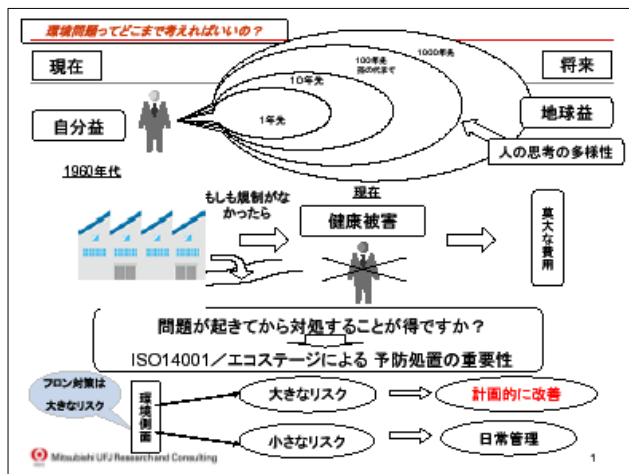 環境問題ってどこまで考えればいいの？
現在
将来
1000年先
100年先
孫の代まで
10年先
1年先
自分益
地球益
人の思考の多様性
1960年代
現在
もしも規制がな
かったら
健康被害
莫大な費用
問題が起きてから対処することが得ですか？
ISO14001／エコステージによる 予防処置の重要性
フロン対策は
大きなリスク
環境側面
大きなリスク
計画的に改善
小さなリスク
日常管理
Mitsubishi UFJ Research and Consulting
1